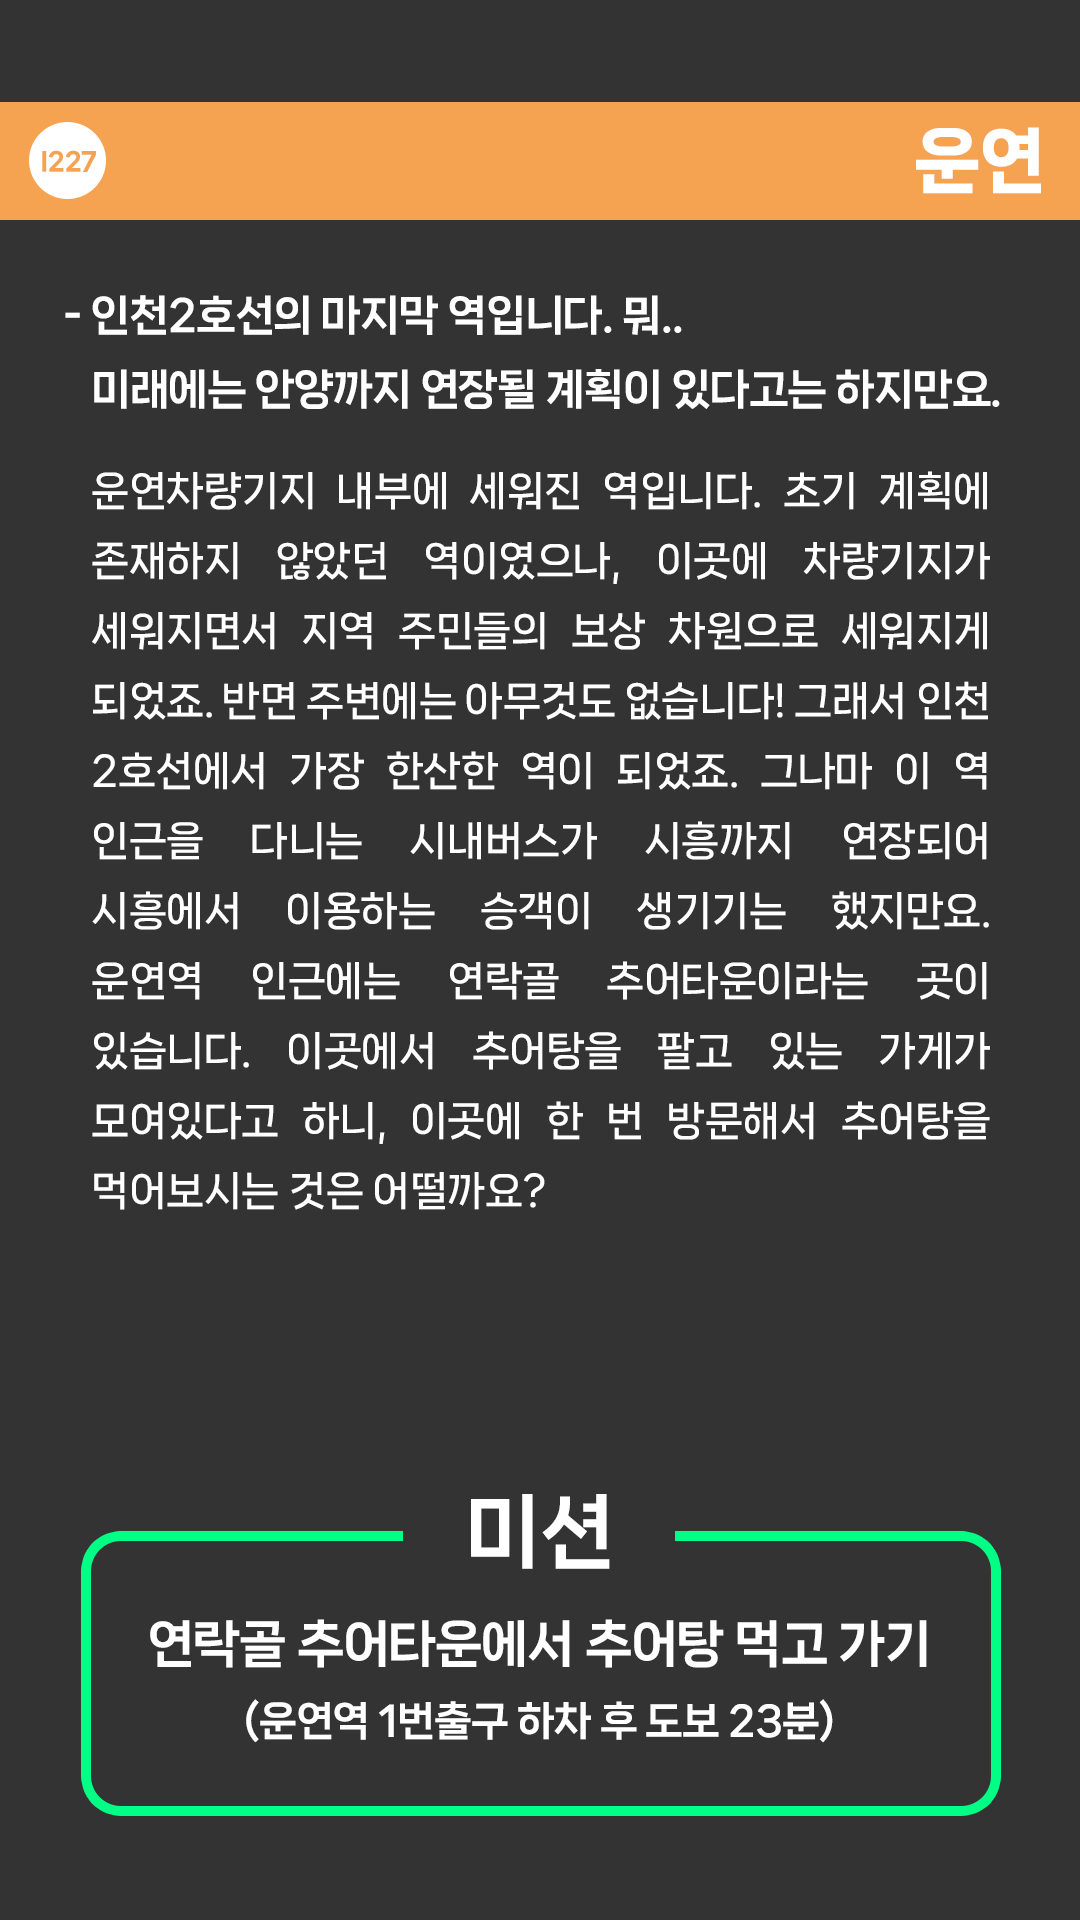 I227
운연
- 인천2호선의 마지막 역입니다. 뭐..
미래에는 안양까지 연장될 계획이 있다고는 하지만요.
운연차량기지 내부에 세워진 역입니다. 초기 계획에
존재하지 않았던 역이였으나, 이곳에 차량기지가
세워지면서 지역 주민들의 보상 차원으로 세워지게
되었죠. 반면 주변에는 아무것도 없습니다! 그래서 인천
2호선에서 가장 한산한 역이 되었죠. 그나마 이 역
인근을 다니는 시내버스가 시흥까지 연장되어
시흥에서 이용하는 승객이 생기기는 했지만요.
운연역 인근에는 연락골 추어타운이라는 곳이
있습니다. 이곳에서 추어탕을 팔고 있는 가게가
모여있다고 하니, 이곳에 한 번 방문해서 추어탕을
먹어보시는 것은 어떨까요?
미션
연락골 추어타운에서 추어탕 먹고 가기
(운연역 1번출구 하차 후 도보 23분)